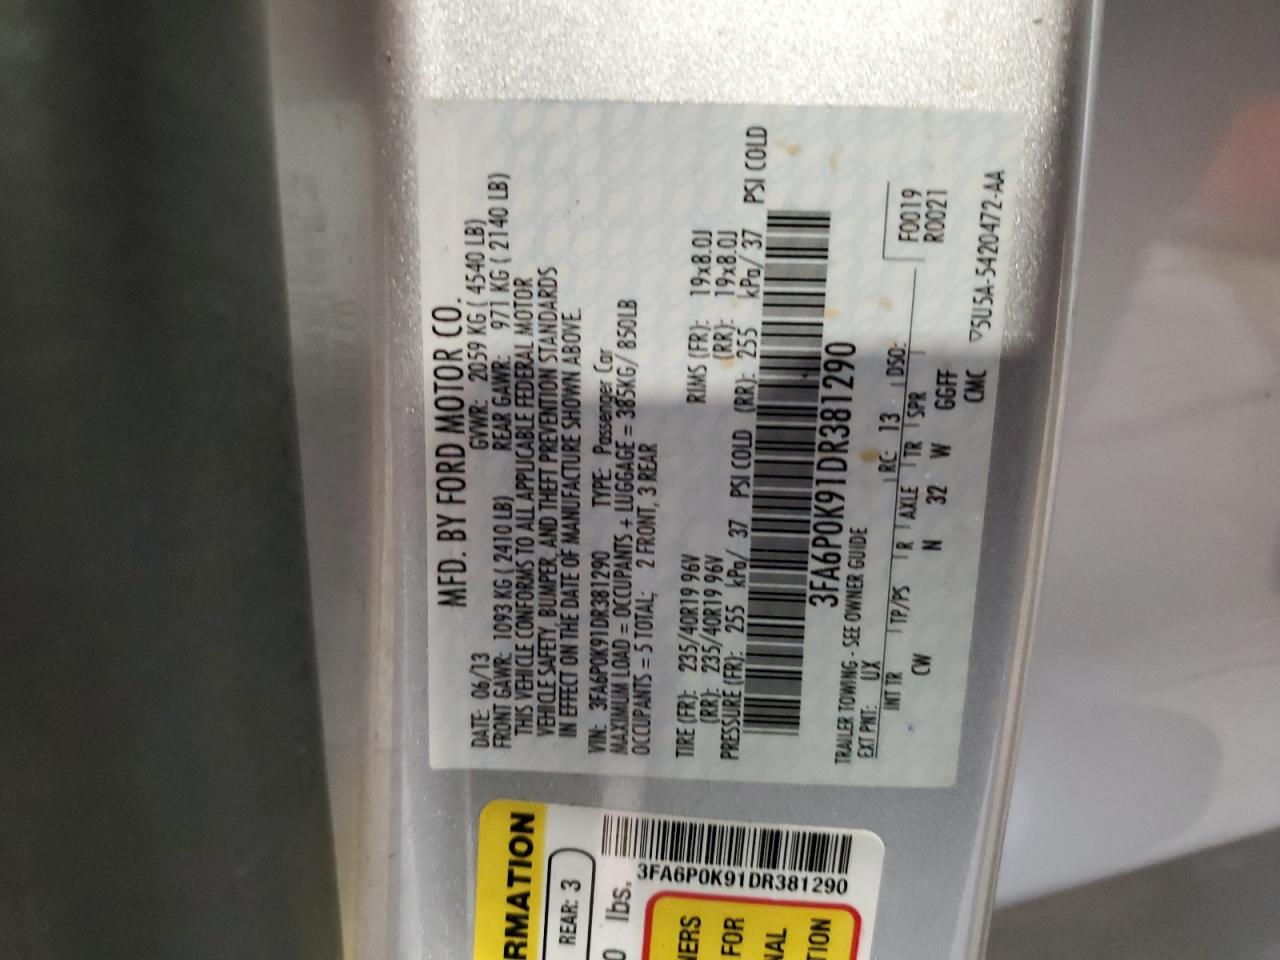 MFD. BY FORD MOTOR CO.
DATE: 06/13 GVWR: 2059 KG ( 4540 LB)
FRONT GAWR: 1093 KG ( 2410 LB) REAR GAWR: 971 KG ( 2140 LB)
THIS VEHICLE CONFORMS TO ALL APPLICABLE FEDERAL MOTOR
VEHICLE SAFETY, BUMPER, AND THEFT PREVENTION STANDARDS
IN EFFECT ON THE DATE OF MANUFACTURE SHOWN ABOVE.
VIN: 3FA6P0K91DR381290 TYPE: Passenger Car
MAXIMUM LOAD = OCCUPANTS + LUGGAGE = 385KG/ 850LB
OCCUPANTS = 5 TOTAL: 2 FRONT, 3 REAR
TIRE (FR): 235/40R19 96V RIMS (FR): 19x8.0J
(RR): 235/40R19 96V (RR): 19x8.0J
PRESSURE (FR): 255 kPa/ 37 PSI COLD (RR): 255 kPa/ 37 PSI COLD
3FA6P0K91DR381290
TRAILER TOWING - SEE OWNER GUIDE
EXT PNT: UX RC: 13 DSO: F0019
R0021
INT TR TP/PS R AXLE TR SPR
CW N 32 W GGFF
CMC
▽5U5A-5420472-AA
RMATION
REAR: 3
0 lbs.
3FA6P0K91DR381290
NERS
FOR
NAL
TION